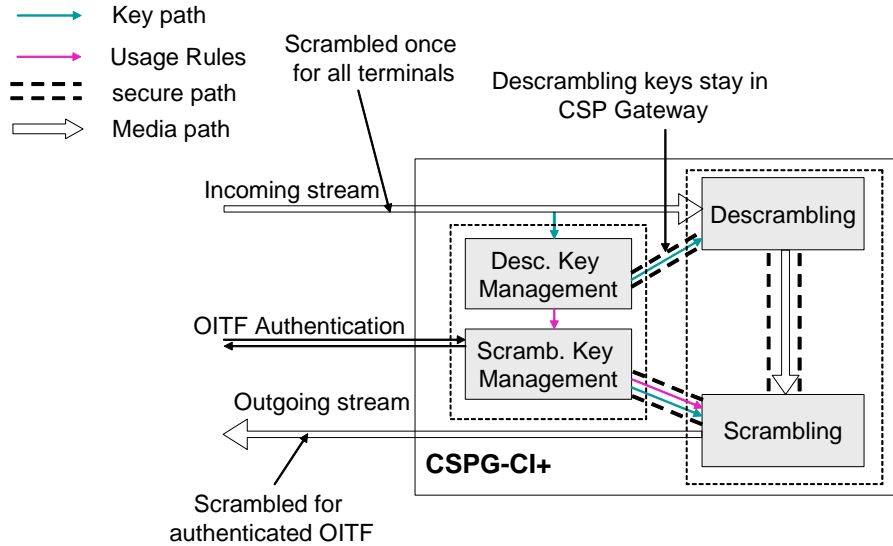 Key path
Usage Rules
secure path
Media path
Scrambled once
for all terminals
Descrambling keys stay in
CSP Gateway
Incoming stream
Descrambling
Desc. Key
Management
OITF Authentication
Scramb. Key
Management
Outgoing stream
Scrambling
CSPG-CI+
Scrambled for
authenticated OITF